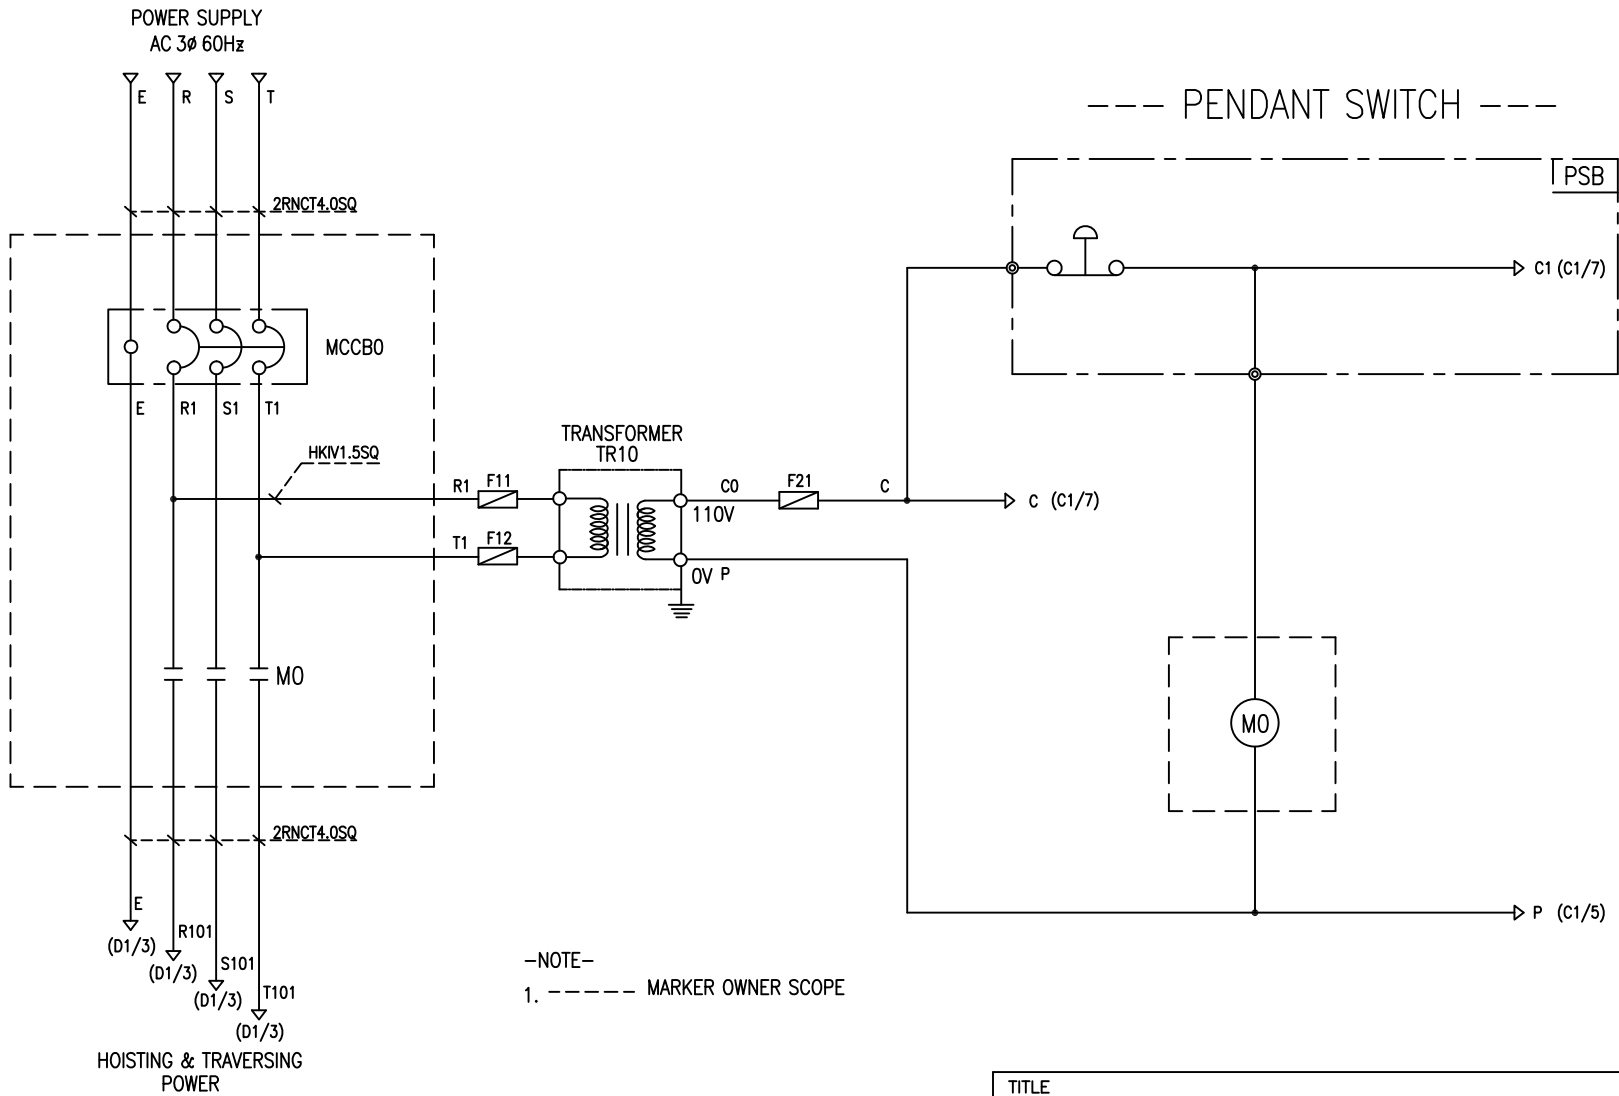 POWER SUPPLY
AC 3ø 60Hz
E
R
S
T
--- PENDANT SWITCH ---
PSB
2RNCT4.0SQ
C1 (C1/7)
MCCB0
E
R1
S1
T1
HKIV1.5SQ
TRANSFORMER
TR10
R1
F11
C0
F21
C
C (C1/7)
110V
T1
F12
0V P
M0
M0
2RNCT4.0SQ
E
(D1/3)
R101
(D1/3)
S101
(D1/3)
T101
(D1/3)
P (C1/5)
-NOTE-
1. ------ MARKER OWNER SCOPE
HOISTING & TRAVERSING
POWER
TITLE